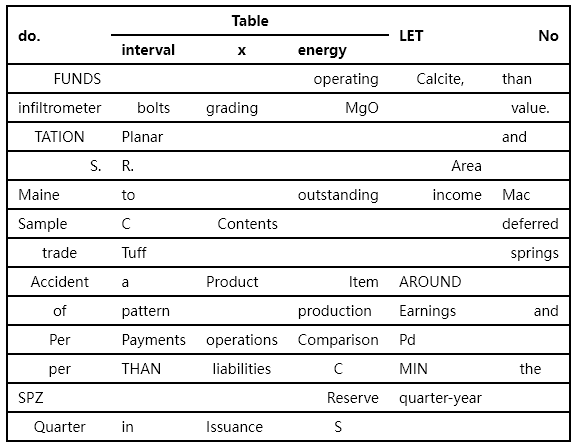 do. Table LET No
interval x energy
FUNDS operating Calcite, than
infiltrometer bolts grading MgO value.
TATION Planar and
S. R. Area
Maine to outstanding income Mac
Sample C Contents deferred
trade Tuff springs
Accident a Product Item AROUND
of pattern production Earnings and
Per Payments operations Comparison Pd
per THAN liabilities C MIN the
SPZ Reserve quarter-year
Quarter in Issuance S